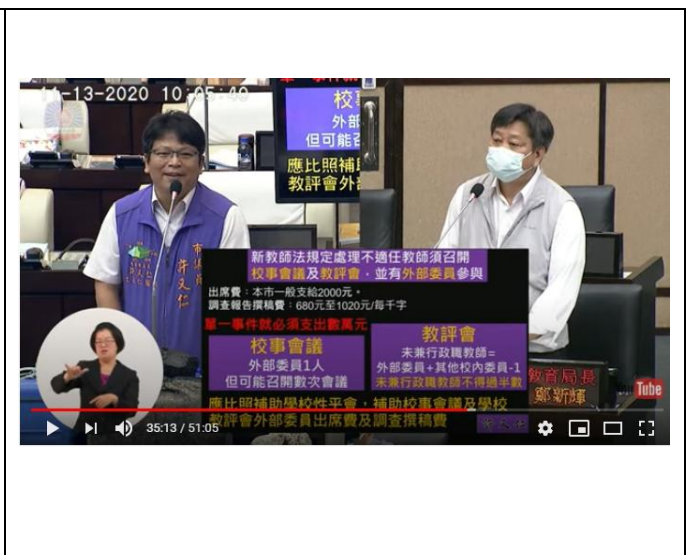 11-13-2020 10:05:49
校
外部
但可能
應比照補
教評會外
市議員
許又仁
新教師法規定處理不適任教師須召開
校事會議及教評會，並有外部委員參與
出席費：本市一般支給2000元。
調查報告撰稿費：680元至1020元/每千字
單一事件就必須支出數萬元
校事會議
外部委員1人
但可能召開數次會議
教評會
未兼行政職教師=
外部委員+其他校內委員-1
未兼行政職教師不得過半數
應比照補助學校性平會，補助校事會議及學校
教評會外部委員出席費及調查撰稿費
教育局長
鄭新輝
Tube
35:13 / 51:05